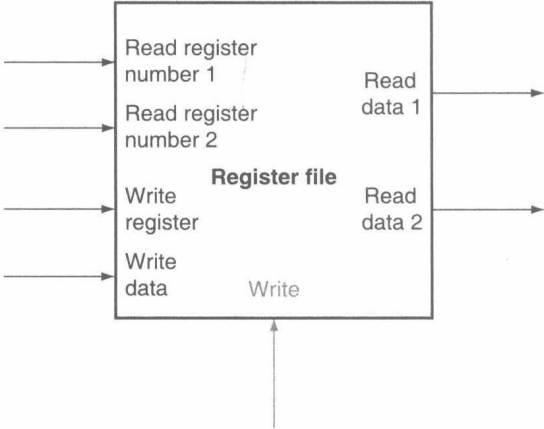 Read register
number 1
Read
data 1
Read register
number 2
Register file
Write
register
Read
data 2
Write
data
Write